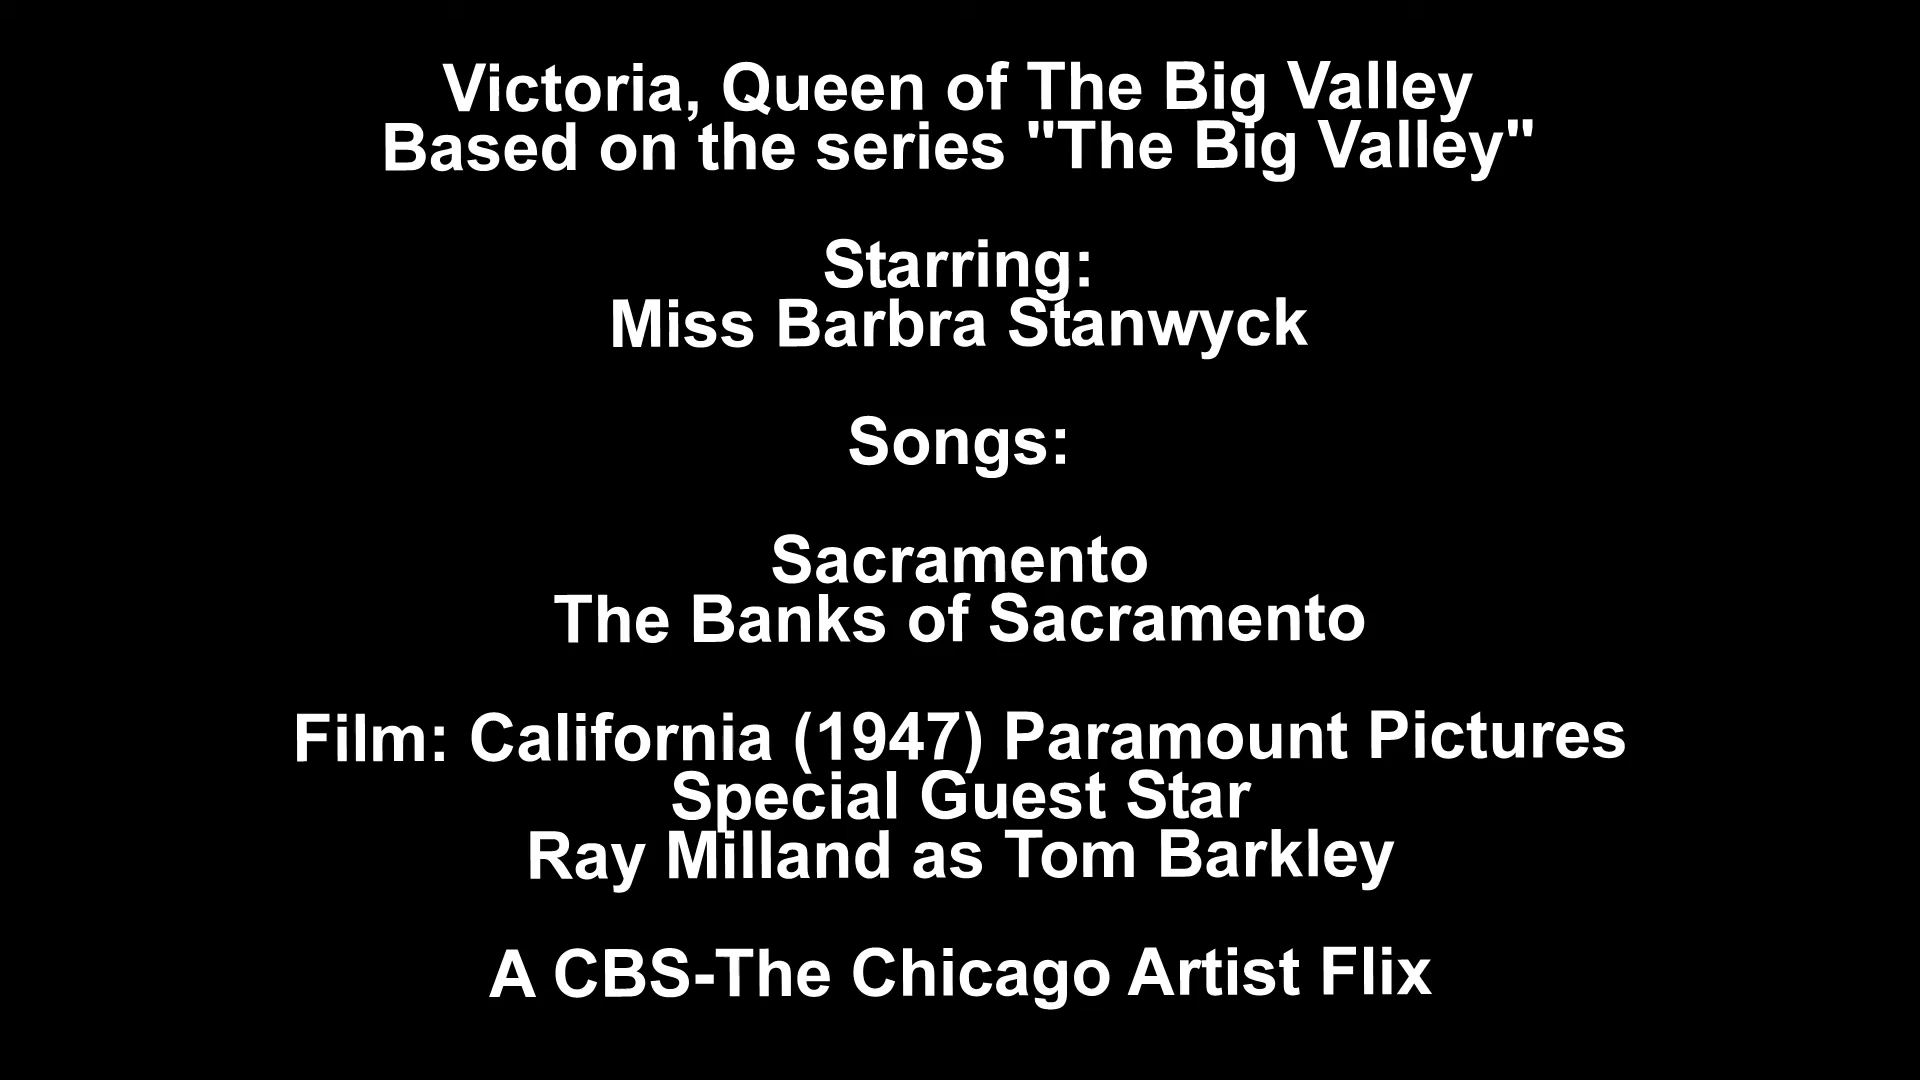 Victoria, Queen of The Big Valley
Based on the series "The Big Valley"
Starring:
Miss Barbra Stanwyck
Songs:
Sacramento
The Banks of Sacramento
Film: California (1947) Paramount Pictures
Special Guest Star
Ray Milland as Tom Barkley
A CBS-The Chicago Artist Flix